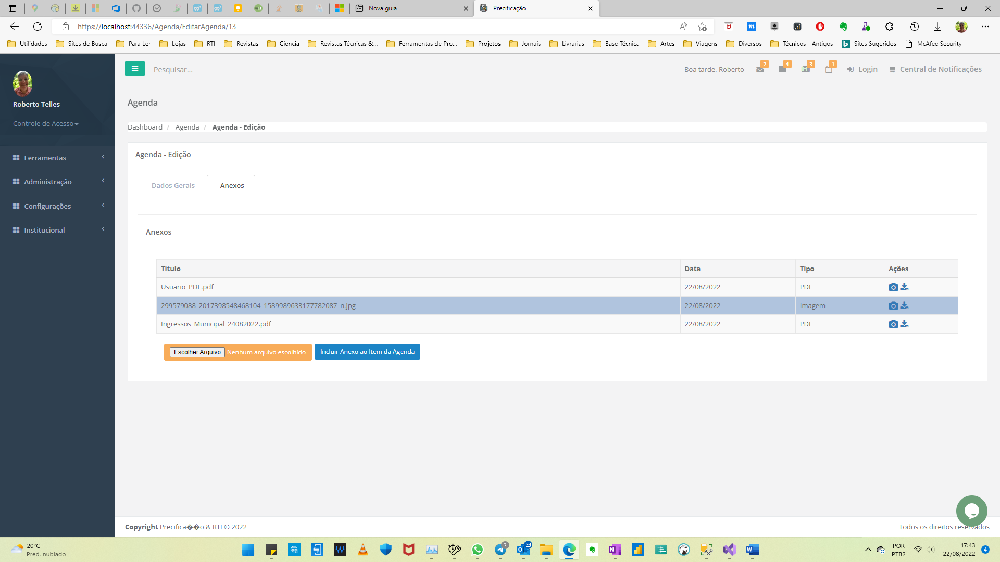 Nova guia
Precificação
https://localhost:44336/Agenda/EditarAgenda/13
Utilidades
Sites de Busca
Para Ler
Lojas
RTI
Revistas
Ciencia
Revistas Técnicas &...
Ferramentas de Pro...
Projetos
Jornais
Livrarias
Base Técnica
Artes
Viagens
Diversos
Técnicos - Antigos
Sites Sugeridos
McAfee Security
Roberto Telles
Controle de Acesso
Ferramentas
Administração
Configurações
Institucional
Pesquisar...
Boa tarde, Roberto
2
4
3
1
Login
Central de Notificações
Agenda
Dashboard / Agenda / Agenda - Edição
Agenda - Edição
Dados Gerais
Anexos
Anexos
Título Data Tipo Ações
Usuario_PDF.pdf 22/08/2022 PDF
299579088_2017398548468104_1589989633177782087_n.jpg 22/08/2022 Imagem
Ingressos_Municipal_24082022.pdf 22/08/2022 PDF
Escolher Arquivo Nenhum arquivo escolhido
Incluir Anexo ao Item da Agenda
Copyright Precifica��o & RTI © 2022
Todos os direitos reservados
20°C
Pred. nublado
7
POR
PTB2
17:43
22/08/2022
4